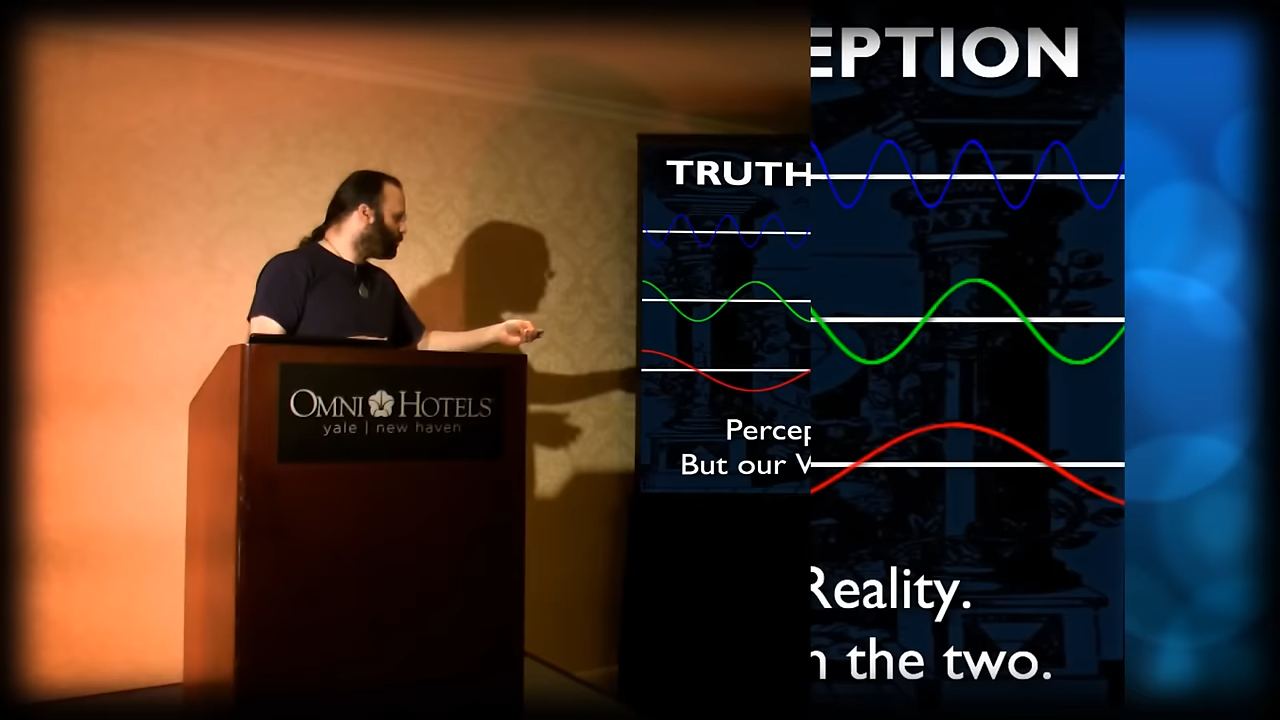 EPTION
TRUTH
Percep
But our V
Reality.
n the two.
OMNI HOTELS
yale | new haven